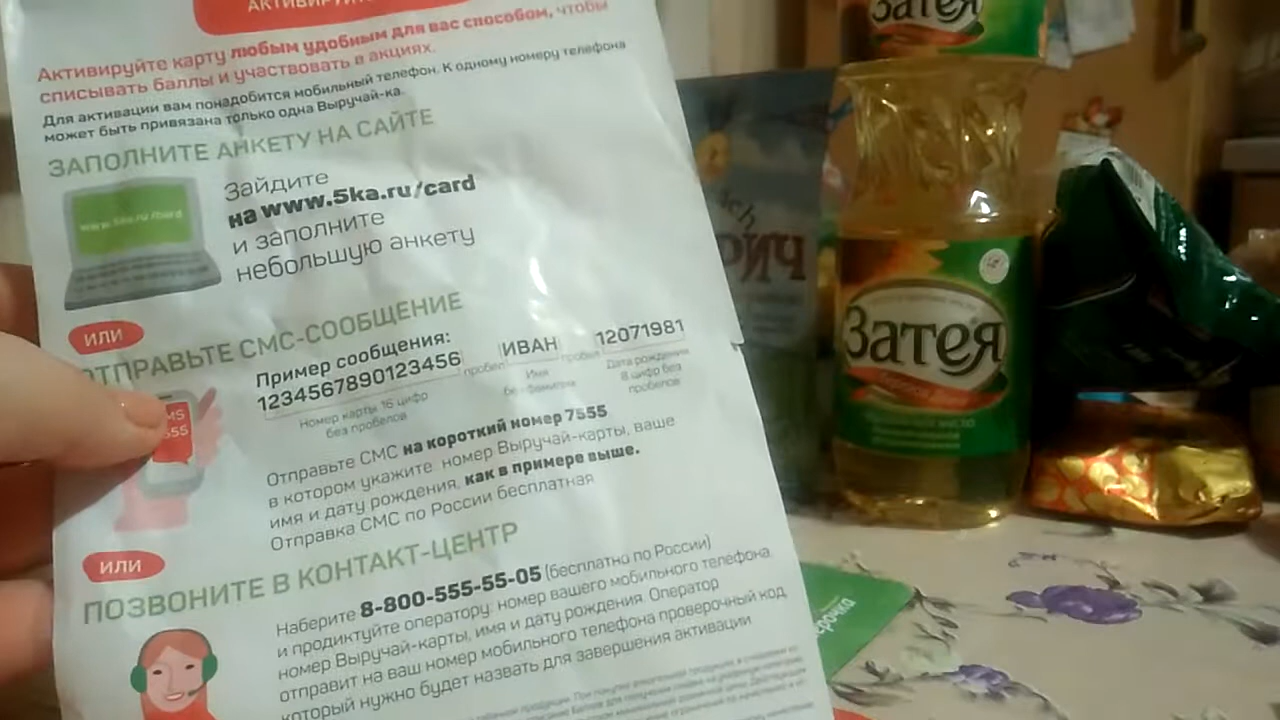 АКТИВИРУЙТЕ
Активируйте карту любым удобным для вас способом, чтобы
списывать баллы и участвовать в акциях.
Для активации вам понадобится мобильный телефон. К одному номеру телефона
может быть привязана только одна Выручай-ка.
ЗАПОЛНИТЕ АНКЕТУ НА САЙТЕ
www.5ka.ru/card
Зайдите
на www.5ka.ru/card
и заполните
небольшую анкету
ИЛИ
ОТПРАВЬТЕ СМС-СООБЩЕНИЕ
Пример сообщения:
1234567890123456 пробел ИВАН пробел 12071981
Номер карты 16 цифр
без пробелов
Имя
без фамилии
Дата рождения
8 цифр без
пробелов
Отправьте СМС на короткий номер 7555
в котором укажите: номер Выручай-карты, ваше
имя и дату рождения, как в примере выше.
Отправка СМС по России бесплатная
ИЛИ
ПОЗВОНИТЕ В КОНТАКТ-ЦЕНТР
Наберите 8-800-555-55-05 (бесплатно по России)
и продиктуйте оператору: номер вашего мобильного телефона,
номер Выручай-карты, имя и дату рождения. Оператор
отправит на ваш номер мобильного телефона проверочный код,
который нужно будет назвать для завершения активации
Затея
РИЧ
Затея
ерочка